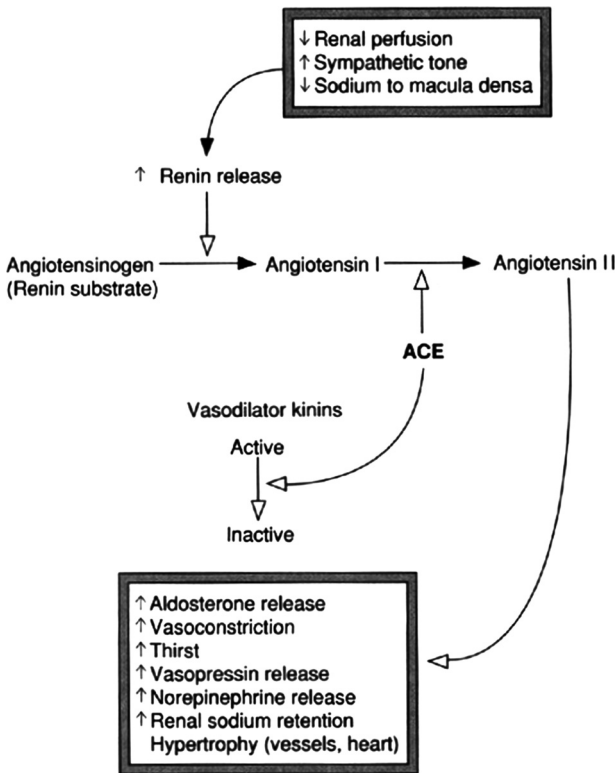 ↓ Renal perfusion
↑ Sympathetic tone
↓ Sodium to macula densa
↑ Renin release
Angiotensinogen
(Renin substrate)
Angiotensin I
Angiotensin II
ACE
Vasodilator kinins
Active
Inactive
↑ Aldosterone release
↑ Vasoconstriction
↑ Thirst
↑ Vasopressin release
↑ Norepinephrine release
↑ Renal sodium retention
Hypertrophy (vessels, heart)